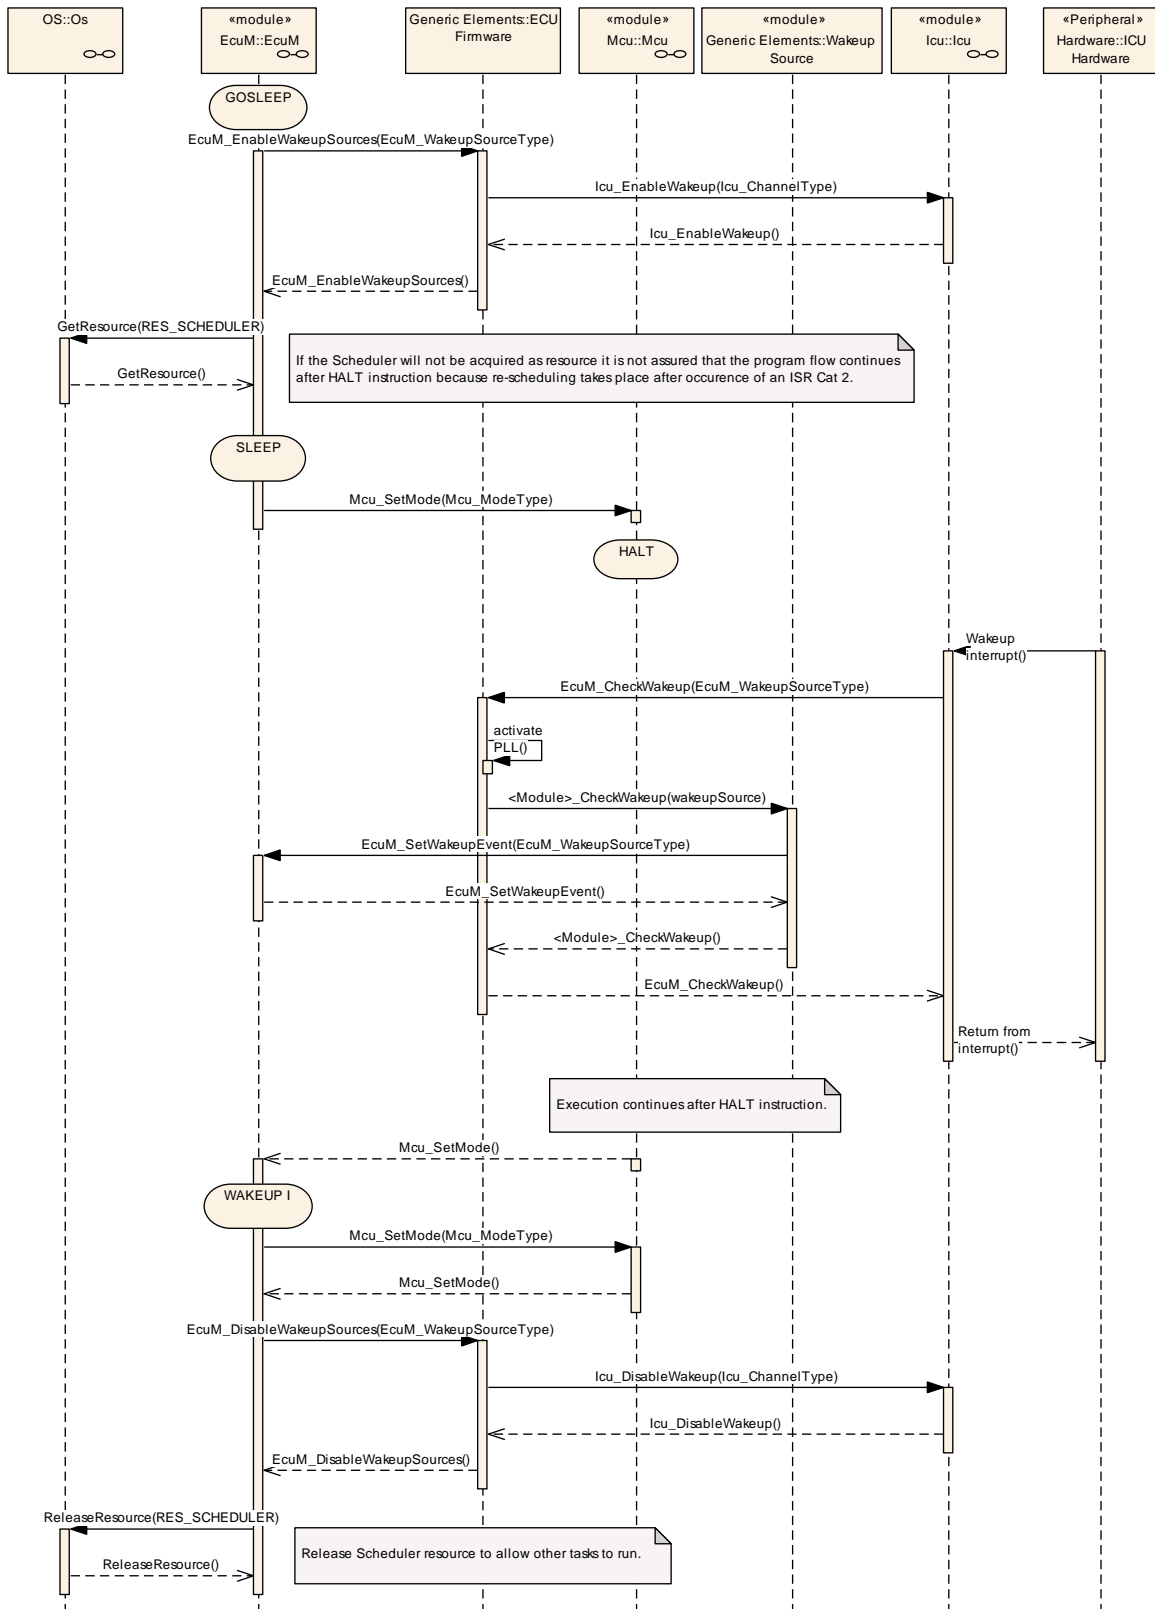 OS::Os
«module»
EcuM::EcuM
Generic Elements::ECU
Firmware
«module»
Mcu::Mcu
«module»
Generic Elements::Wakeup
Source
«module»
Icu::Icu
«Peripheral»
Hardware::ICU
Hardware
GOSLEEP
EcuM_EnableWakeupSources(EcuM_WakeupSourceType)
Icu_EnableWakeup(Icu_ChannelType)
Icu_EnableWakeup()
EcuM_EnableWakeupSources()
GetResource(RES_SCHEDULER)
If the Scheduler will not be acquired as resource it is not assured that the program flow continues
after HALT instruction because re-scheduling takes place after occurence of an ISR Cat 2.
GetResource()
SLEEP
Mcu_SetMode(Mcu_ModeType)
HALT
Wakeup
interrupt()
EcuM_CheckWakeup(EcuM_WakeupSourceType)
activate
PLL()
<Module>_CheckWakeup(wakeupSource)
EcuM_SetWakeupEvent(EcuM_WakeupSourceType)
EcuM_SetWakeupEvent()
<Module>_CheckWakeup()
EcuM_CheckWakeup()
Return from
interrupt()
Execution continues after HALT instruction.
Mcu_SetMode()
WAKEUP I
Mcu_SetMode(Mcu_ModeType)
Mcu_SetMode()
EcuM_DisableWakeupSources(EcuM_WakeupSourceType)
Icu_DisableWakeup(Icu_ChannelType)
Icu_DisableWakeup()
EcuM_DisableWakeupSources()
ReleaseResource(RES_SCHEDULER)
Release Scheduler resource to allow other tasks to run.
ReleaseResource()